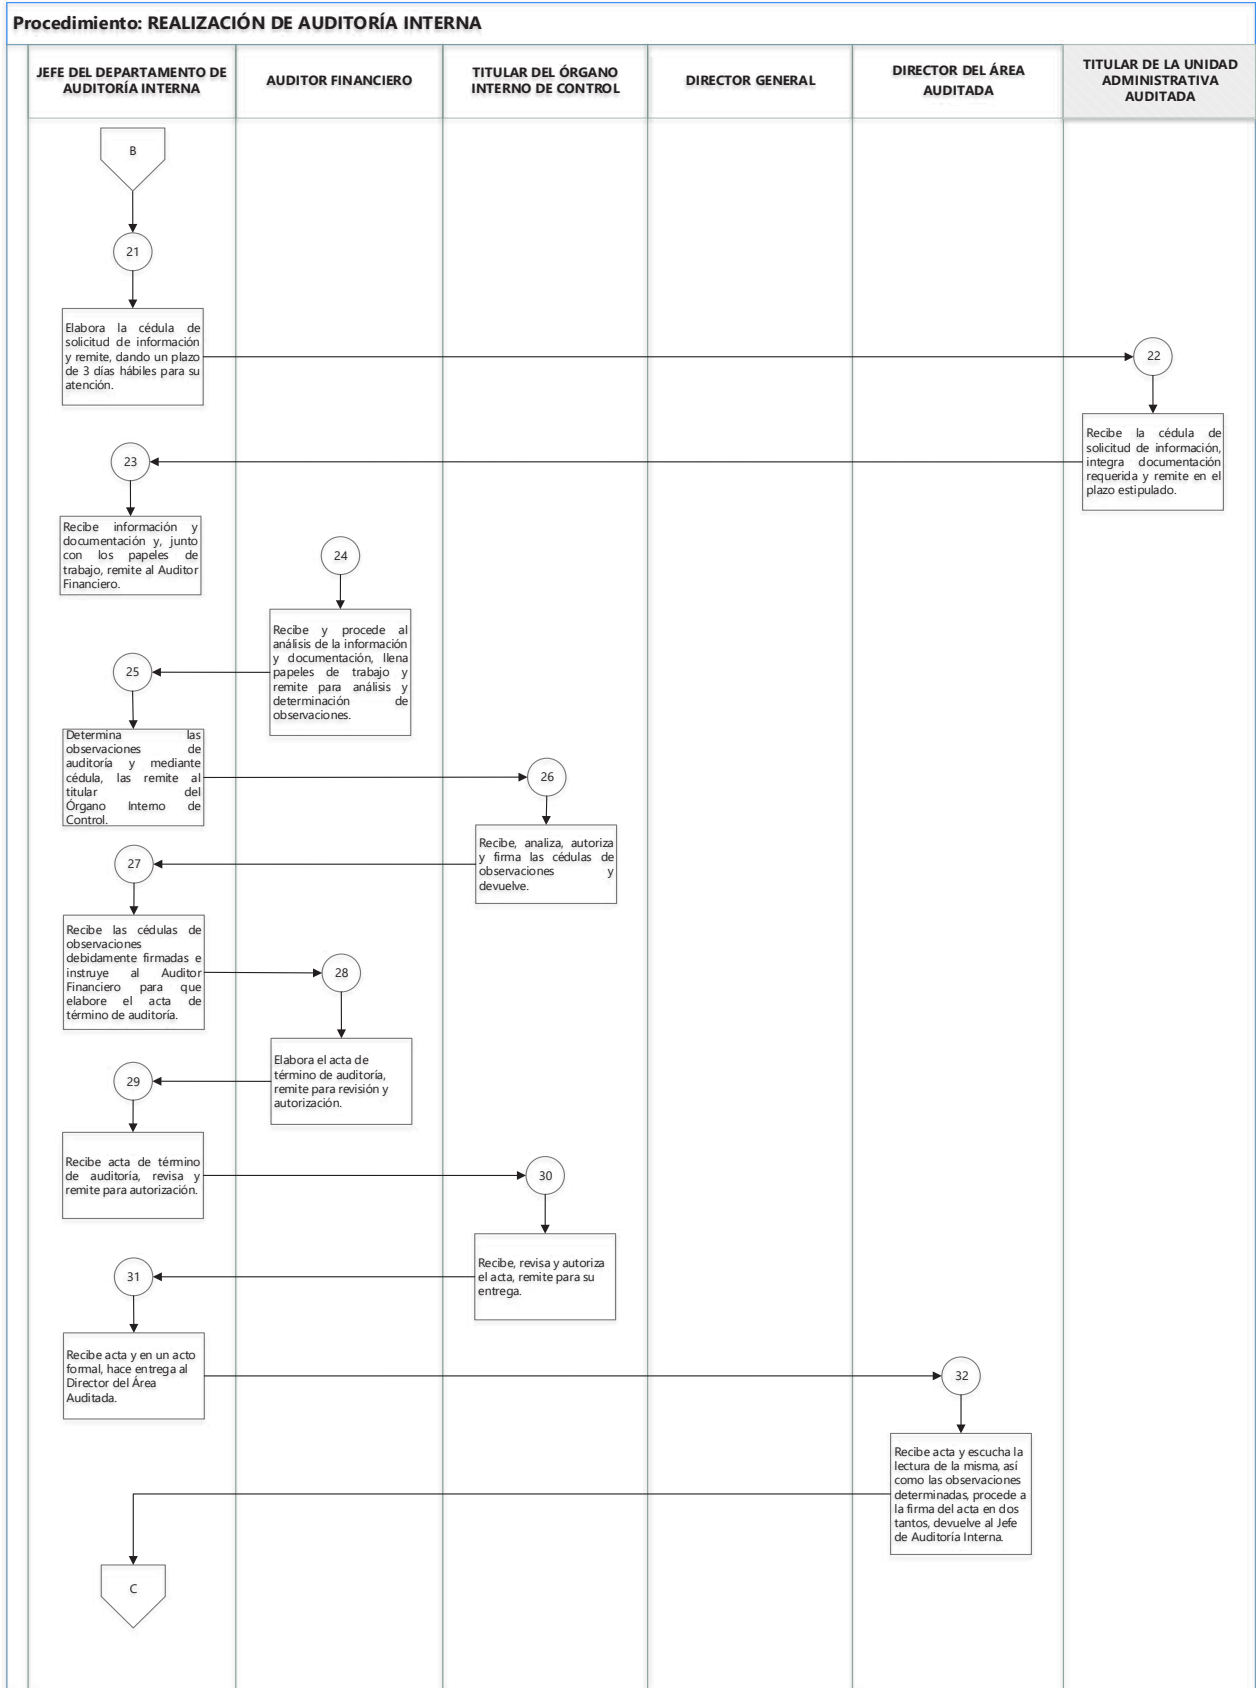 Procedimiento: REALIZACIÓN DE AUDITORÍA INTERNA
JEFE DEL DEPARTAMENTO DE
AUDITORÍA INTERNA
AUDITOR FINANCIERO
TITULAR DEL ÓRGANO
INTERNO DE CONTROL
DIRECTOR GENERAL
DIRECTOR DEL ÁREA
AUDITADA
TITULAR DE LA UNIDAD
ADMINISTRATIVA
AUDITADA
B
21
Elabora la cédula de
solicitud de información
y remite, dando un plazo
de 3 días hábiles para su
atención.
22
Recibe la cédula de
solicitud de información,
integra documentación
requerida y remite en el
plazo estipulado.
23
Recibe información y
documentación y, junto
con los papeles de
trabajo, remite al Auditor
Financiero.
24
Recibe y procede al
análisis de la información
y documentación, llena
papeles de trabajo y
remite para análisis y
determinación de
observaciones.
25
Determina las
observaciones de
auditoría y mediante
cédula, las remite al
titular del
Órgano Interno de
Control.
26
Recibe, analiza, autoriza
y firma las cédulas de
observaciones y
devuelve.
27
Recibe las cédulas de
observaciones
debidamente firmadas e
instruye al Auditor
Financiero para que
elabore el acta de
término de auditoría.
28
Elabora el acta de
término de auditoría,
remite para revisión y
autorización.
29
Recibe acta de término
de auditoría, revisa y
remite para autorización.
30
Recibe, revisa y autoriza
el acta, remite para su
entrega.
31
Recibe acta y en un acto
formal, hace entrega al
Director del Área
Auditada.
32
Recibe acta y escucha la
lectura de la misma, así
como las observaciones
determinadas, procede a
la firma del acta en dos
tantos, devuelve al Jefe
de Auditoría Interna.
C